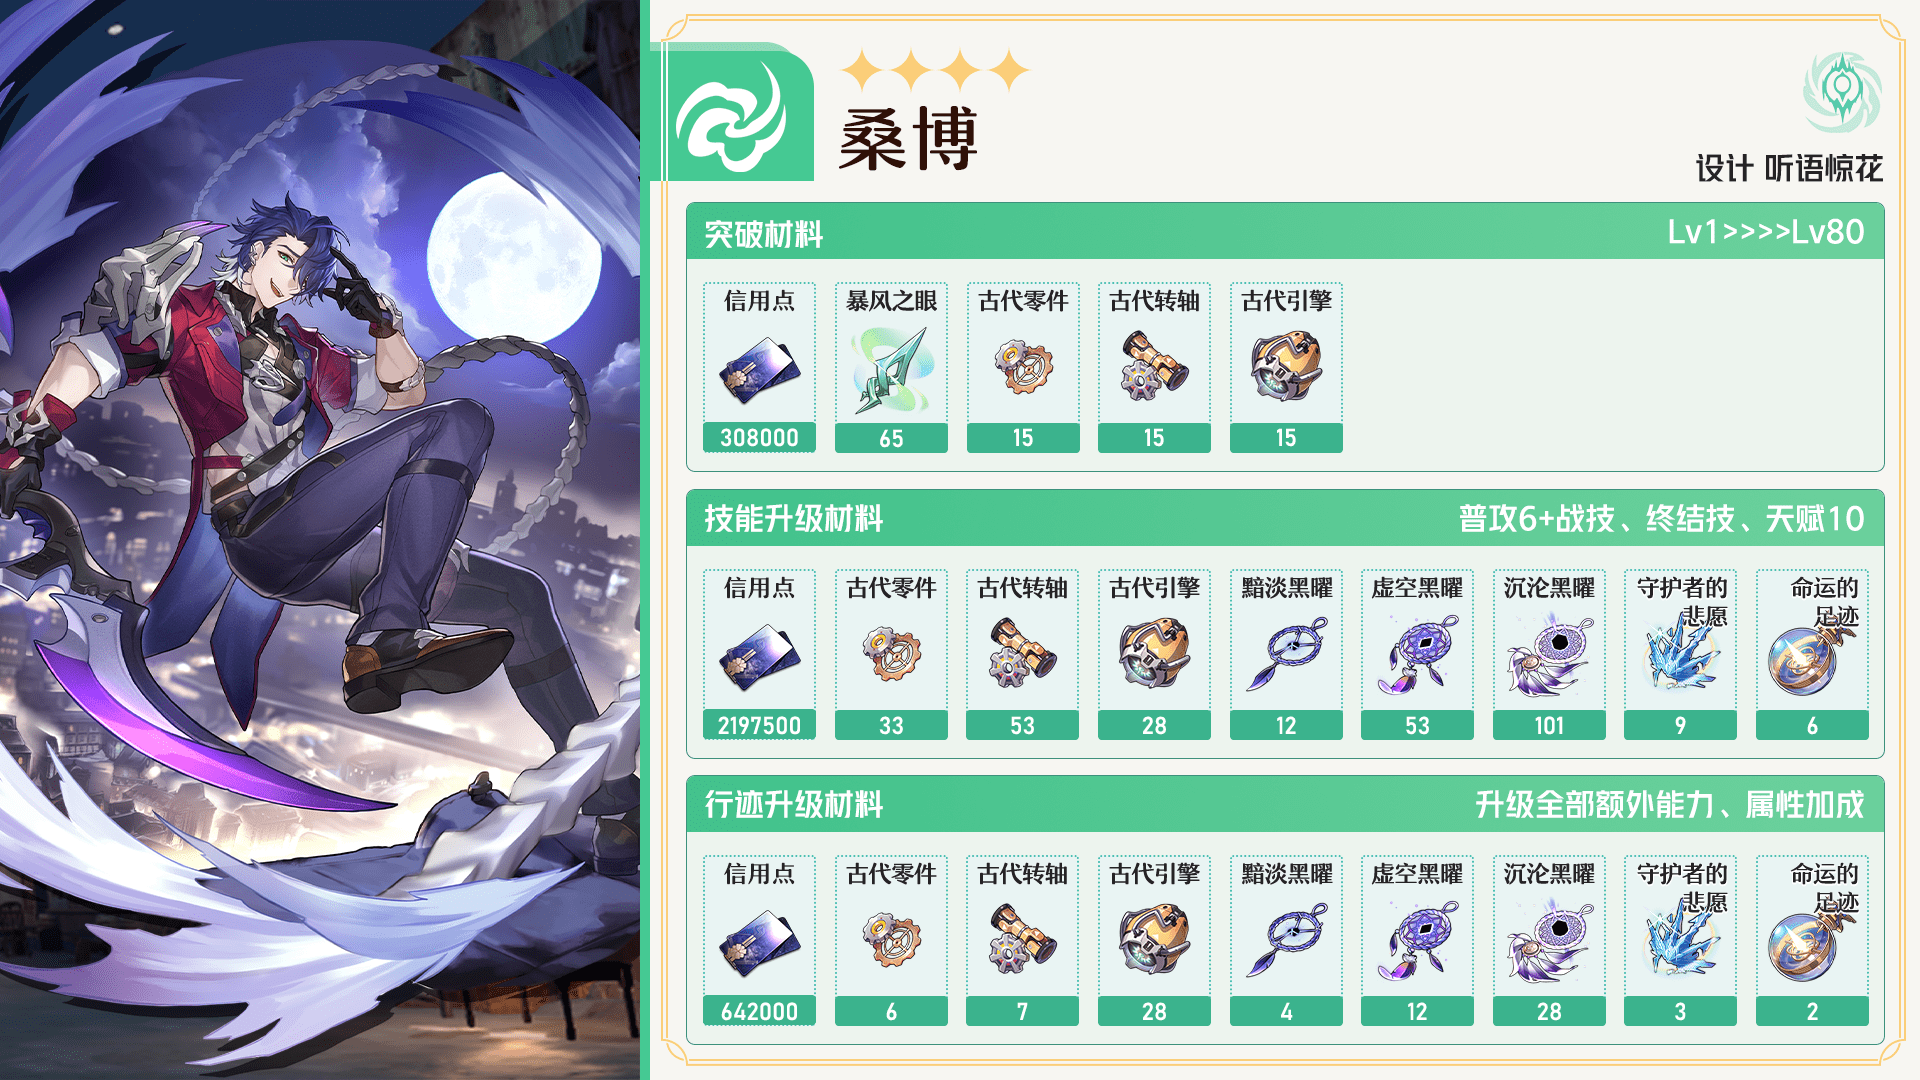 桑博
设计 听语惊花
突破材料 Lv1>>>>Lv80
信用点 暴风之眼 古代零件 古代转轴 古代引擎
308000 65 15 15 15
技能升级材料 普攻6+战技、终结技、天赋10
信用点 古代零件 古代转轴 古代引擎 黯淡黑曜 虚空黑曜 沉沦黑曜 守护者的 命运的
悲愿 足迹
2197500 33 53 28 12 53 101 9 6
行迹升级材料 升级全部额外能力、属性加成
信用点 古代零件 古代转轴 古代引擎 黯淡黑曜 虚空黑曜 沉沦黑曜 守护者的 命运的
悲愿 足迹
642000 6 7 28 4 12 28 3 2